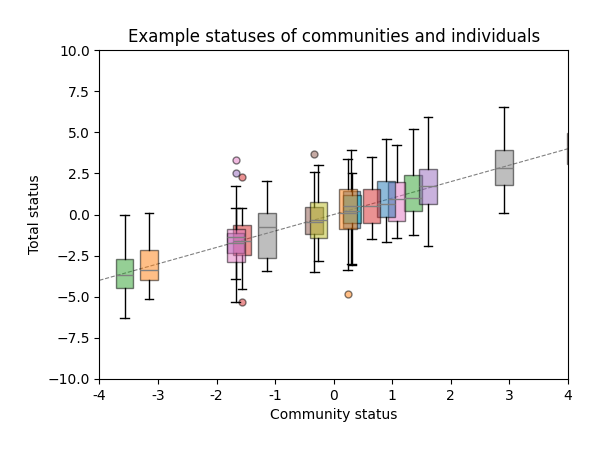 Example statuses of communities and individuals
10.0
7.5
5.0
2.5
0.0
−2.5
−5.0
−7.5
−10.0
Total status
-4 -3 -2 -1 0 1 2 3 4
Community status